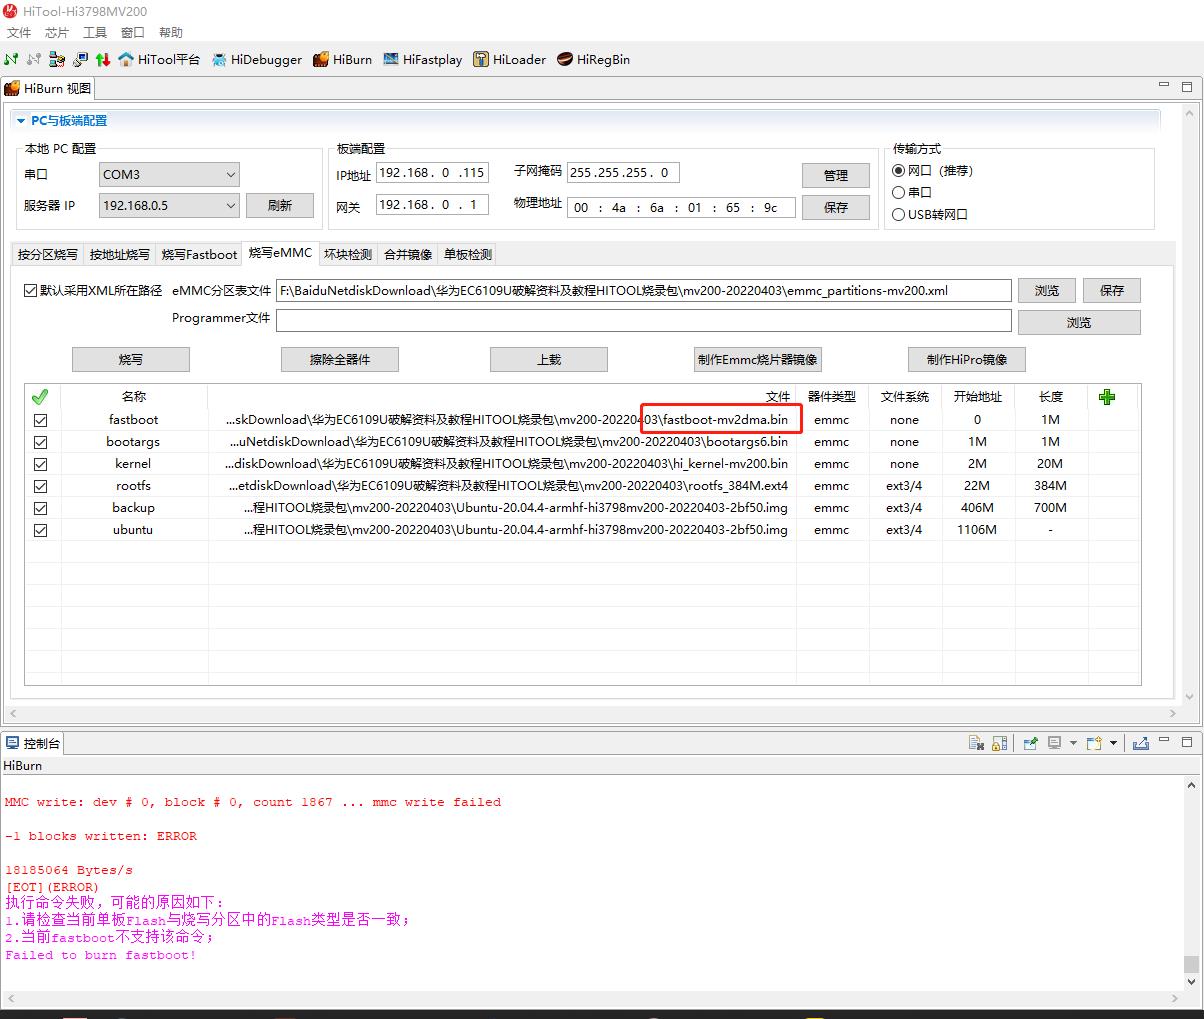 HiTool-Hi3798MV200
文件 芯片 工具 窗口 帮助
HiTool平台 HiDebugger HiBurn HiFastplay HiLoader HiRegBin
HiBurn 视图
PC与板端配置
本地 PC 配置
串口 COM3
服务器 IP 192.168.0.5 刷新
板端配置
IP地址 192.168. 0 .115 子网掩码 255.255.255. 0 管理
网关 192.168. 0 . 1 物理地址 00 : 4a : 6a : 01 : 65 : 9c 保存
传输方式
网口（推荐）
串口
USB转网口
按分区烧写 按地址烧写 烧写Fastboot 烧写eMMC 坏块检测 合并镜像 单板检测
默认采用XML所在路径 eMMC分区表文件 F:\BaiduNetdiskDownload\华为EC6109U破解资料及教程HITOOL烧录包\mv200-20220403\emmc_partitions-mv200.xml 浏览 保存
Programmer文件 浏览
烧写 擦除全器件 上载 制作Emmc烧片器镜像 制作HiPro镜像
名称 文件 器件类型 文件系统 开始地址 长度
fastboot ...skDownload\华为EC6109U破解资料及教程HITOOL烧录包\mv200-20220403\fastboot-mv2dma.bin emmc none 0 1M
bootargs ...uNetdiskDownload\华为EC6109U破解资料及教程HITOOL烧录包\mv200-20220403\bootargs6.bin emmc none 1M 1M
kernel ...diskDownload\华为EC6109U破解资料及教程HITOOL烧录包\mv200-20220403\hi_kernel-mv200.bin emmc none 2M 20M
rootfs ...etdiskDownload\华为EC6109U破解资料及教程HITOOL烧录包\mv200-20220403\rootfs_384M.ext4 emmc ext3/4 22M 384M
backup ...程HITOOL烧录包\mv200-20220403\Ubuntu-20.04.4-armhf-hi3798mv200-20220403-2bf50.img emmc ext3/4 406M 700M
ubuntu ...程HITOOL烧录包\mv200-20220403\Ubuntu-20.04.4-armhf-hi3798mv200-20220403-2bf50.img emmc ext3/4 1106M -
控制台
HiBurn
MMC write: dev # 0, block # 0, count 1867 ... mmc write failed
-1 blocks written: ERROR
18185064 Bytes/s
[EOT](ERROR)
执行命令失败，可能的原因如下：
1.请检查当前单板Flash与烧写分区中的Flash类型是否一致；
2.当前fastboot不支持该命令；
Failed to burn fastboot!